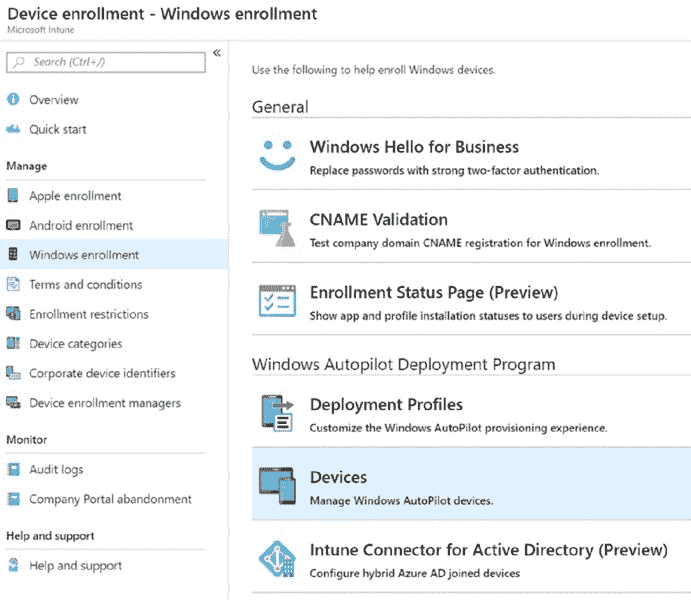 Device enrollment - Windows enrollment
Microsoft Intune
Search (Ctrl+/)
«
Overview
Quick start
Manage
Apple enrollment
Android enrollment
Windows enrollment
Terms and conditions
Enrollment restrictions
Device categories
Corporate device identifiers
Device enrollment managers
Monitor
Audit logs
Company Portal abandonment
Help and support
Help and support
Use the following to help enroll Windows devices.
General
Windows Hello for Business
Replace passwords with strong two-factor authentication.
CNAME Validation
Test company domain CNAME registration for Windows enrollment.
Enrollment Status Page (Preview)
Show app and profile installation statuses to users during device setup.
Windows Autopilot Deployment Program
Deployment Profiles
Customize the Windows AutoPilot provisioning experience.
Devices
Manage Windows AutoPilot devices.
Intune Connector for Active Directory (Preview)
Configure hybrid Azure AD joined devices